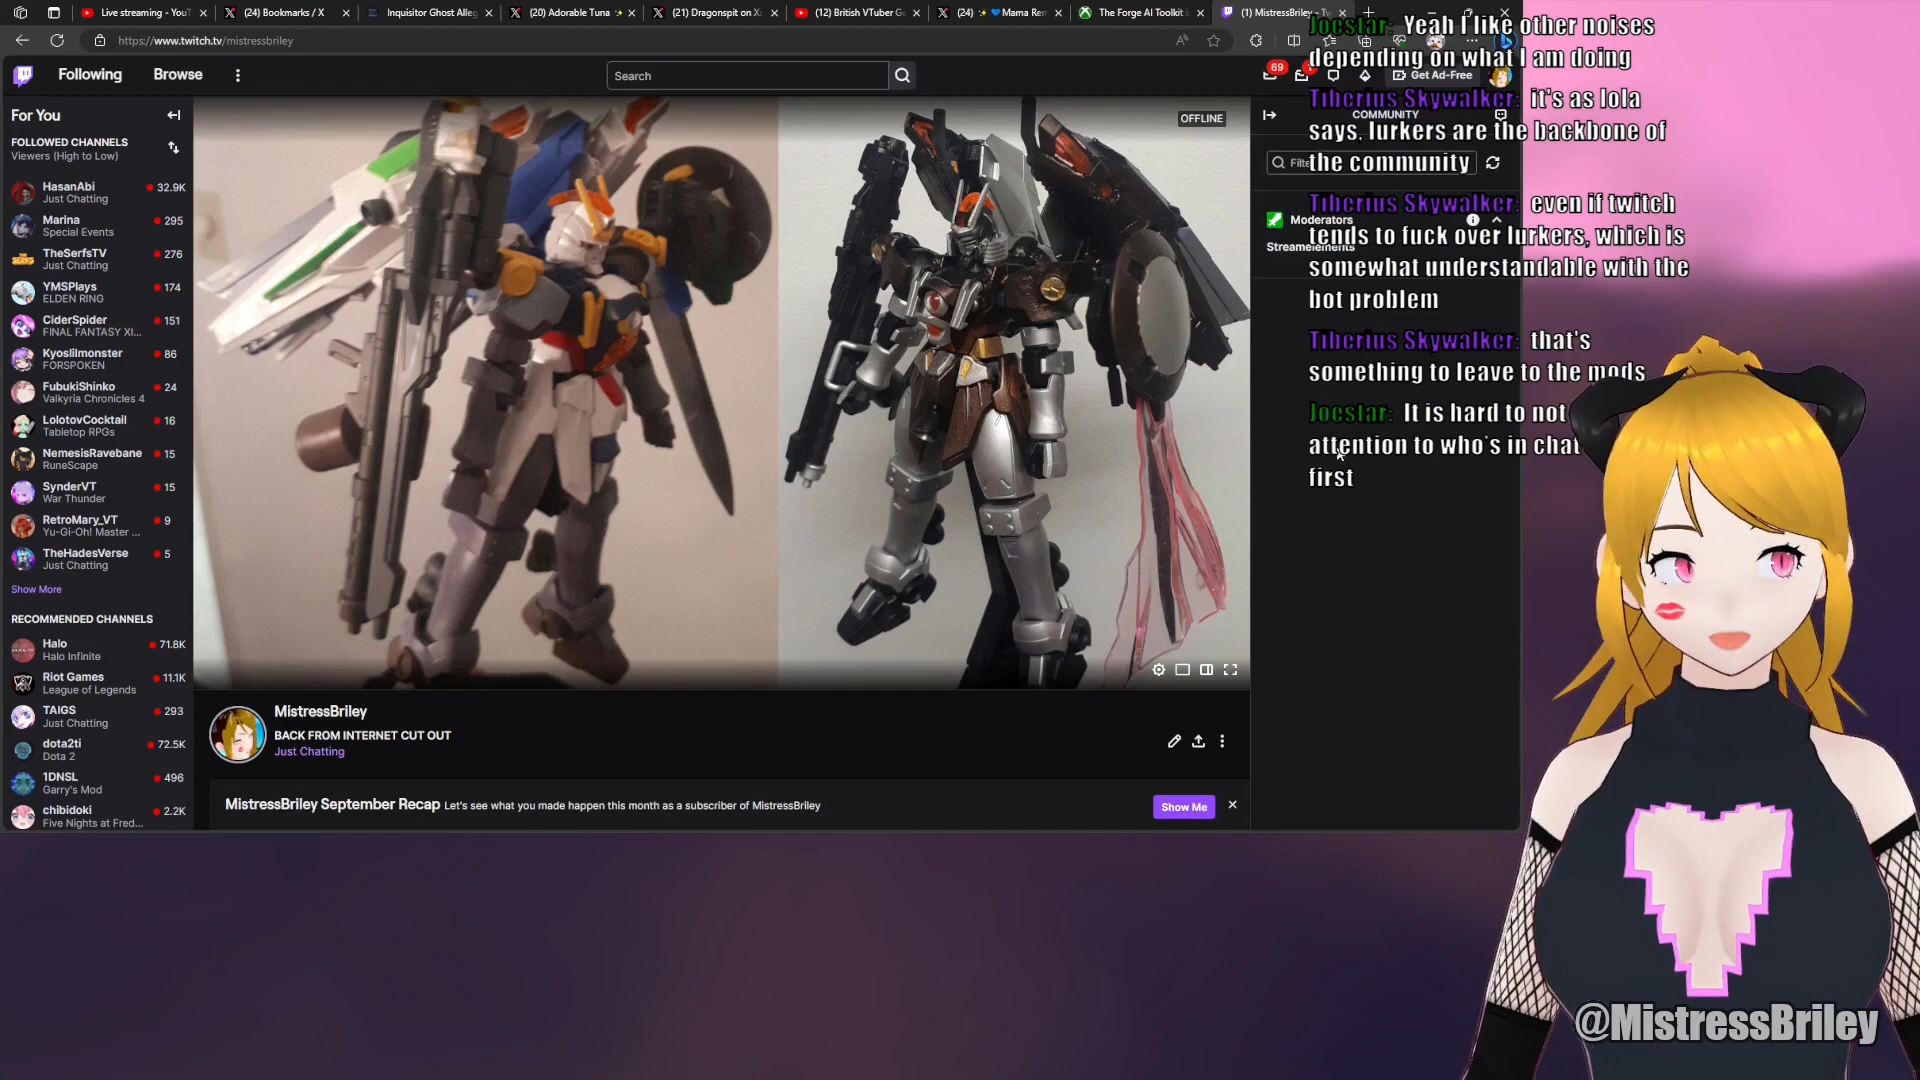 Live streaming - YouT
(24) Bookmarks / X
Inquisitor Ghost Alleg
(20) Adorable Tuna
(21) Dragonspit on X:
(12) British VTuber Ge
(24) Mama Ren
The Forge AI Toolkit i
(1) MistressBriley - Tw
https://www.twitch.tv/mistressbriley
Following
Browse
Search
69
Get Ad-Free
For You
FOLLOWED CHANNELS
Viewers (High to Low)
HasanAbi 32.9K
Just Chatting
Marina 295
Special Events
TheSerfsTV 276
Just Chatting
YMSPlays 174
ELDEN RING
CiderSpider 151
FINAL FANTASY XI...
Kyoslilmonster 86
FORSPOKEN
FubukiShinko 24
Valkyria Chronicles 4
LolotovCocktail 16
Tabletop RPGs
NemesisRavebane 15
RuneScape
SynderVT 15
War Thunder
RetroMary_VT 9
Yu-Gi-Oh! Master ...
TheHadesVerse 5
Just Chatting
Show More
RECOMMENDED CHANNELS
Halo 71.8K
Halo Infinite
Riot Games 11.1K
League of Legends
TAIGS 293
Just Chatting
dota2ti 72.5K
Dota 2
1DNSL 496
Garry's Mod
chibidoki 2.2K
Five Nights at Fred...
OFFLINE
MistressBriley
BACK FROM INTERNET CUT OUT
Just Chatting
MistressBriley September Recap Let's see what you made happen this month as a subscriber of MistressBriley
Show Me
COMMUNITY
Filte
Moderators
StreamElements
Joestar: Yeah I like other noises
depending on what I am doing
Tiberius Skywalker: it's as lola
says, lurkers are the backbone of
the community
Tiberius Skywalker: even if twitch
tends to fuck over lurkers, which is
somewhat understandable with the
bot problem
Tiberius Skywalker: that's
something to leave to the mods
Joestar: It is hard to not
attention to who's in chat
first
@MistressBriley